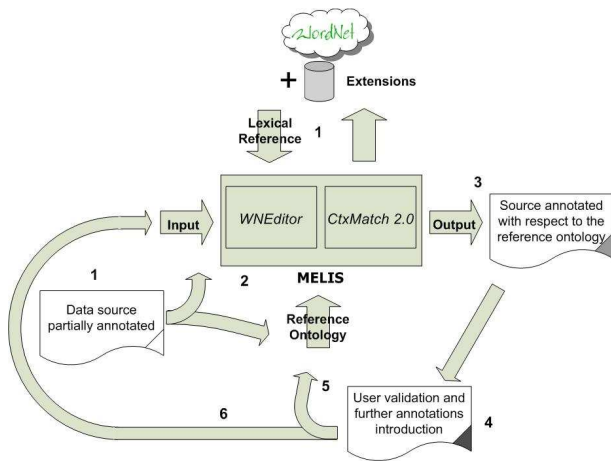 WordNet
+
Extensions
Lexical
Reference
1
3
WNEditor
CtxMatch 2.0
Input
Output
Source annotated
with respect to the
reference ontology
MELIS
1
2
Data source
partially annotated
Reference
Ontology
5
User validation and
further annotations
introduction
4
6